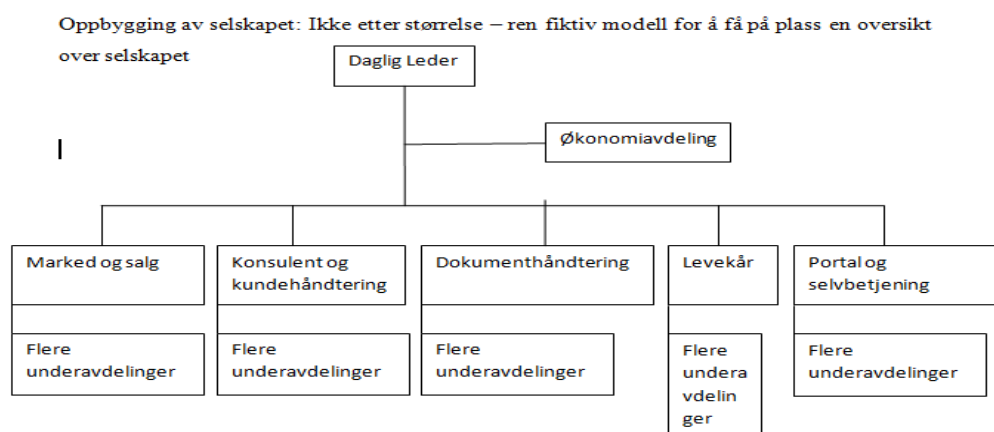 Oppbygging av selskapet: Ikke etter størrelse – ren fiktiv modell for å få på plass en oversikt
over selskapet
Daglig Leder
Økonomiavdeling
Marked og salg
Konsulent og
kundehåndtering
Dokumenthåndtering
Levekår
Portal og
selvbetjening
Flere
underavdelinger
Flere
underavdelinger
Flere
underavdelinger
Flere
undera
vdelin
ger
Flere
underavdelinger